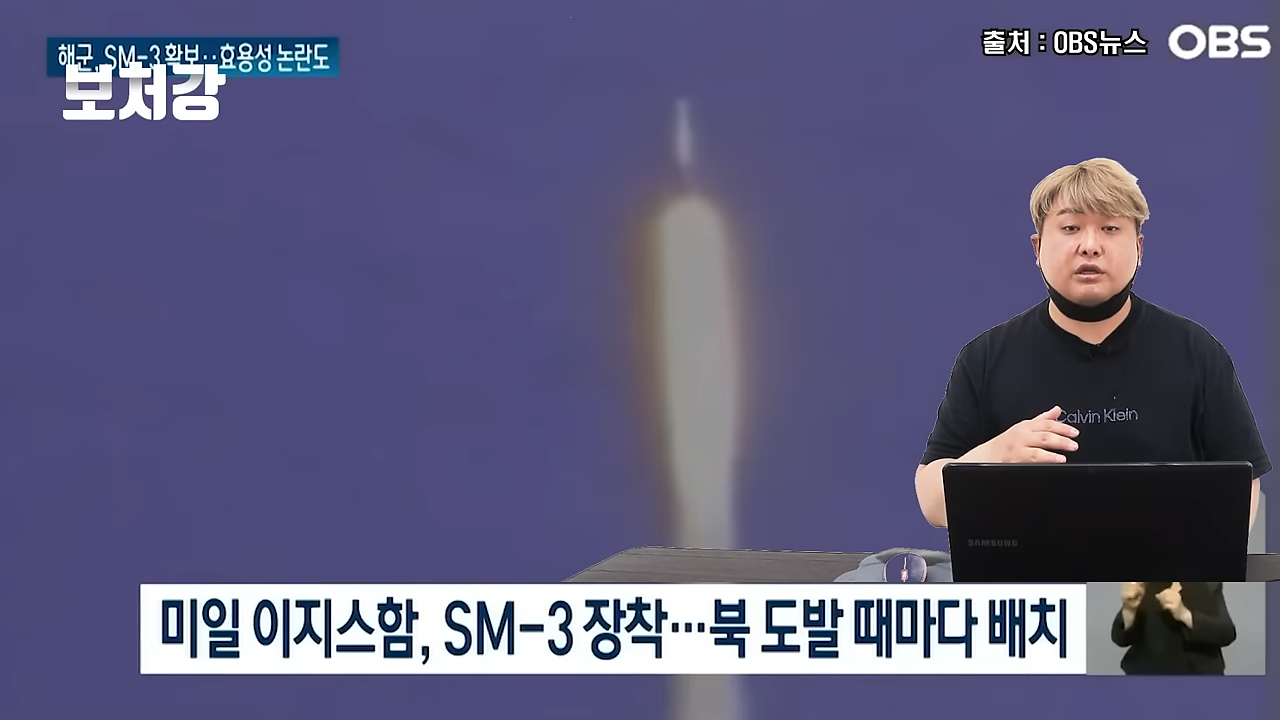 해군, SM-3 확보‥효용성 논란도
보처강
출처 : OBS뉴스
OBS
Calvin Klein
SAMSUNG
미일 이지스함, SM-3 장착…북 도발 때마다 배치